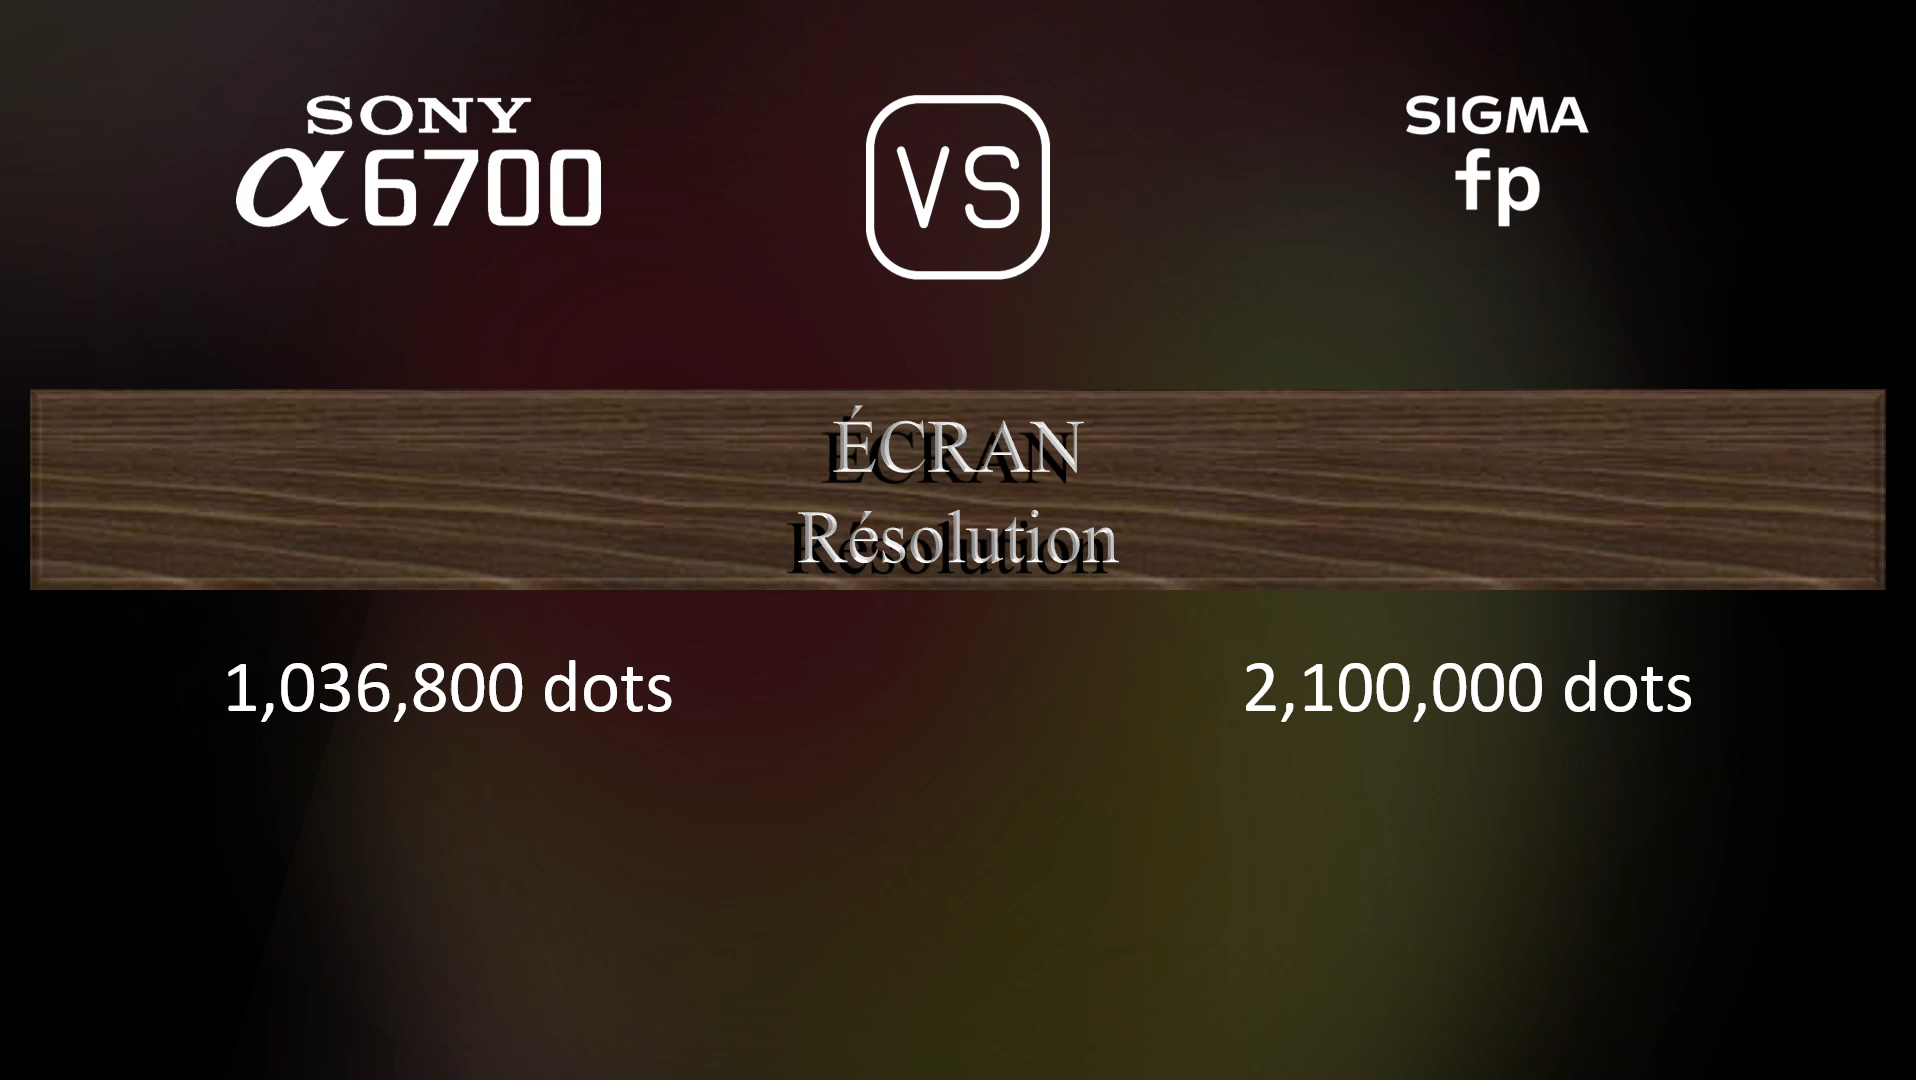 SONY
α6700
VS
SIGMA
fp
ÉCRAN
Résolution
1,036,800 dots
2,100,000 dots